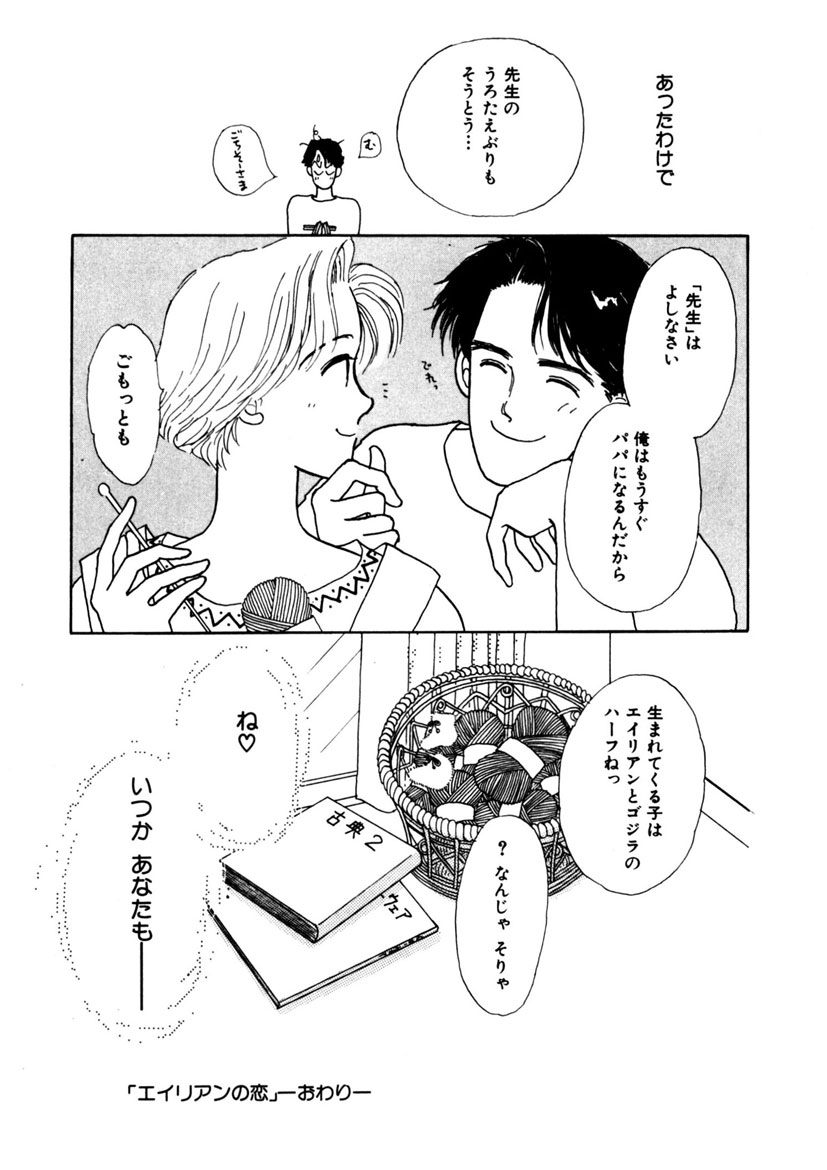 あったわけで
先生の
うろたえぶりも
そうとう…
む
ごちそーさま
「先生」は
よしなさい
俺はもうすぐ
パパになるんだから
でれっ
ごもっとも
生まれてくる子は
エイリアンとゴジラの
ハーフねっ
? なんじゃ そりゃ
古典2
ウェア
ね♡
いつか あなたも――
「エイリアンの恋」―おわり―